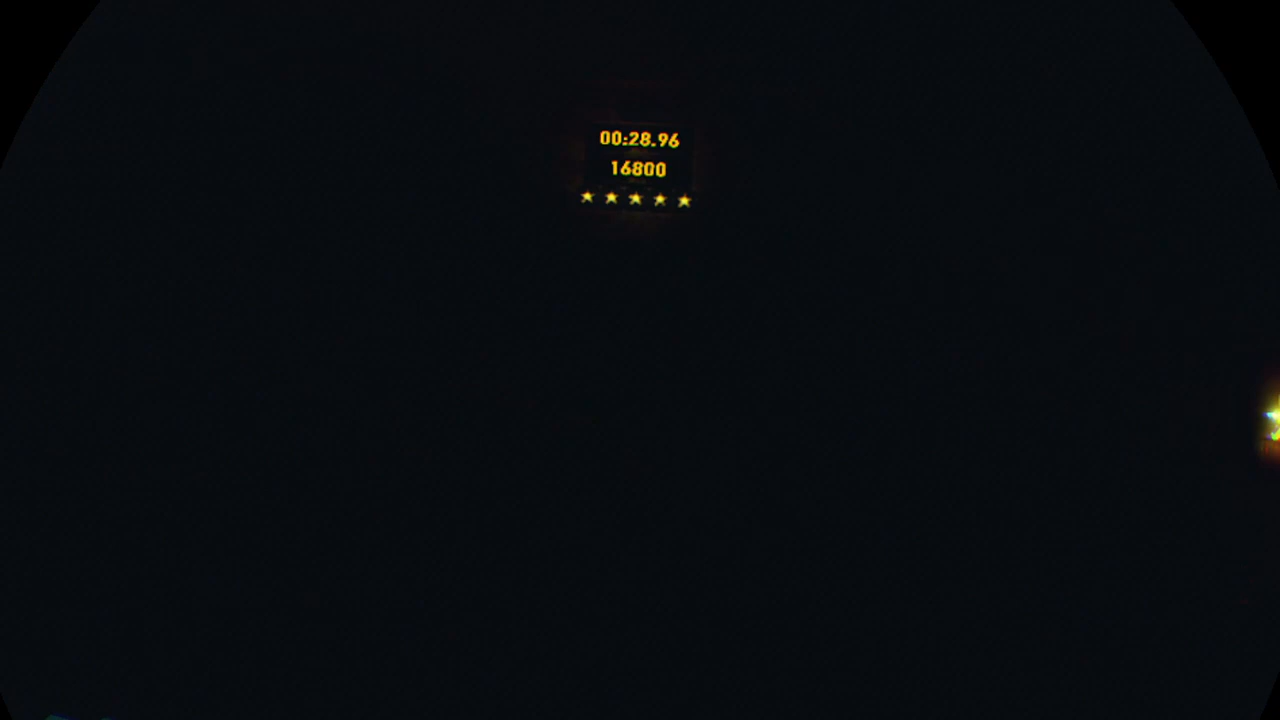 00:28.96
16800
★ ★ ★ ★ ★